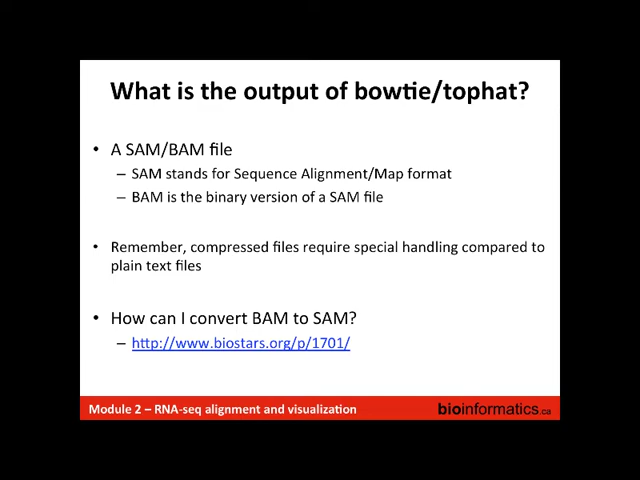 What is the output of bowtie/tophat?
• A SAM/BAM file
– SAM stands for Sequence Alignment/Map format
– BAM is the binary version of a SAM file
• Remember, compressed files require special handling compared to
plain text files
• How can I convert BAM to SAM?
– http://www.biostars.org/p/1701/
Module 2 – RNA-seq alignment and visualization
bioinformatics.ca